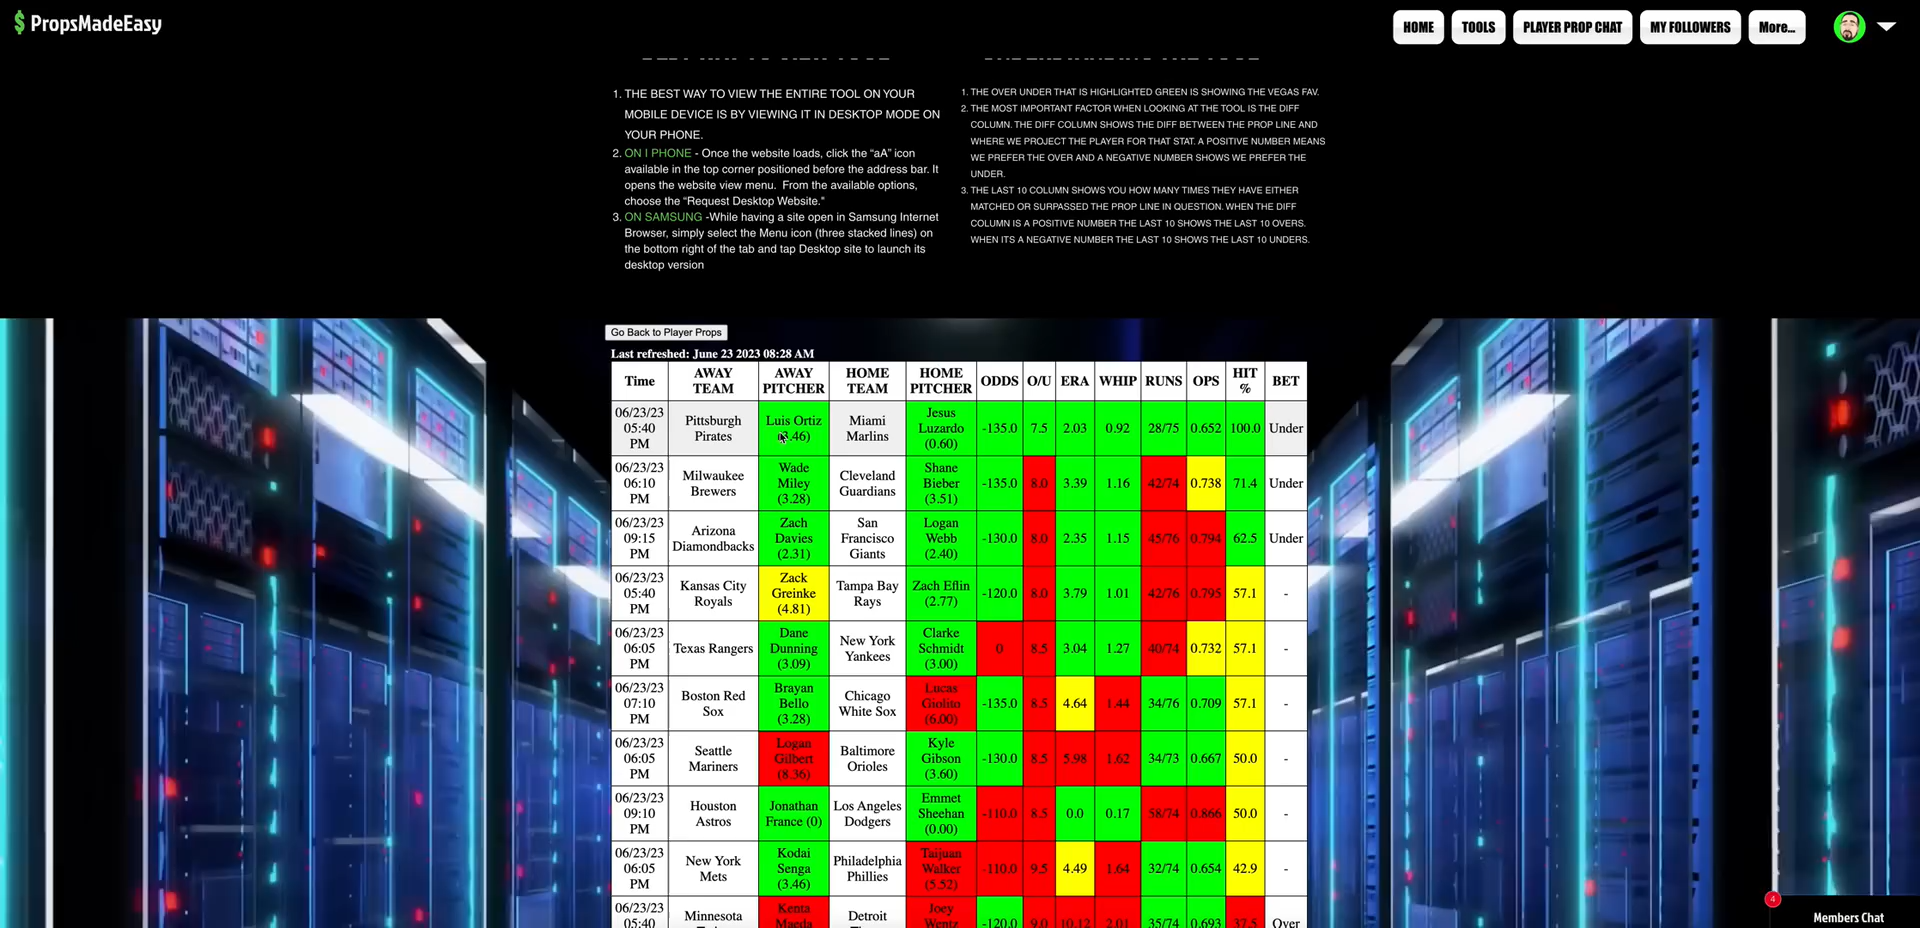 $ PropsMadeEasy
HOME
TOOLS
PLAYER PROP CHAT
MY FOLLOWERS
More...
1. THE BEST WAY TO VIEW THE ENTIRE TOOL ON YOUR
MOBILE DEVICE IS BY VIEWING IT IN DESKTOP MODE ON
YOUR PHONE.
2. ON I PHONE - Once the website loads, click the “aA” icon
available in the top corner positioned before the address bar. It
opens the website view menu. From the available options,
choose the “Request Desktop Website.”
3. ON SAMSUNG -While having a site open in Samsung Internet
Browser, simply select the Menu icon (three stacked lines) on
the bottom right of the tab and tap Desktop site to launch its
desktop version
1. THE OVER UNDER THAT IS HIGHLIGHTED GREEN IS SHOWING THE VEGAS FAV.
2. THE MOST IMPORTANT FACTOR WHEN LOOKING AT THE TOOL IS THE DIFF
COLUMN. THE DIFF COLUMN SHOWS THE DIFF BETWEEN THE PROP LINE AND
WHERE WE PROJECT THE PLAYER FOR THAT STAT. A POSITIVE NUMBER MEANS
WE PREFER THE OVER AND A NEGATIVE NUMBER SHOWS WE PREFER THE
UNDER.
3. THE LAST 10 COLUMN SHOWS YOU HOW MANY TIMES THEY HAVE EITHER
MATCHED OR SURPASSED THE PROP LINE IN QUESTION. WHEN THE DIFF
COLUMN IS A POSITIVE NUMBER THE LAST 10 SHOWS THE LAST 10 OVERS.
WHEN ITS A NEGATIVE NUMBER THE LAST 10 SHOWS THE LAST 10 UNDERS.
Go Back to Player Props
Last refreshed: June 23 2023 08:28 AM
Time AWAY TEAM AWAY PITCHER HOME TEAM HOME PITCHER ODDS O/U ERA WHIP RUNS OPS HIT % BET
06/23/23 05:40 PM Pittsburgh Pirates Luis Ortiz Miami Marlins Jesus Luzardo (0.60) -135.0 7.5 2.03 0.92 28/75 0.652 100.0 Under
06/23/23 06:10 PM Milwaukee Brewers Wade Miley (3.28) Cleveland Guardians Shane Bieber (3.51) -135.0 8.0 3.39 1.16 42/74 0.738 71.4 Under
06/23/23 09:15 PM Arizona Diamondbacks Zach Davies (2.31) San Francisco Giants Logan Webb (2.40) -130.0 8.0 2.35 1.15 45/76 0.794 62.5 Under
06/23/23 05:40 PM Kansas City Royals Zack Greinke (4.81) Tampa Bay Rays Zach Eflin (2.77) -120.0 8.0 3.79 1.01 42/76 0.795 57.1 -
06/23/23 06:05 PM Texas Rangers Dane Dunning (3.09) New York Yankees Clarke Schmidt (3.00) 0 8.5 3.04 1.27 40/74 0.732 57.1 -
06/23/23 07:10 PM Boston Red Sox Brayan Bello (3.28) Chicago White Sox Lucas Giolito (6.00) -135.0 8.5 4.64 1.44 34/76 0.709 57.1 -
06/23/23 06:05 PM Seattle Mariners Logan Gilbert (8.36) Baltimore Orioles Kyle Gibson (3.60) -130.0 8.5 5.98 1.62 34/73 0.667 50.0 -
06/23/23 09:10 PM Houston Astros Jonathan France (0) Los Angeles Dodgers Emmet Sheehan (0.00) -110.0 8.5 0.0 0.17 58/74 0.866 50.0 -
06/23/23 06:05 PM New York Mets Kodai Senga (3.46) Philadelphia Phillies Taijuan Walker (5.52) -110.0 9.5 4.49 1.64 32/74 0.654 42.9 -
06/23/23 05:40 Minnesota Kenta Maeda Detroit Joey Wentz -120.0 9.0 10.12 2.01 35/74 0.693 37.5 Over
4
Members Chat